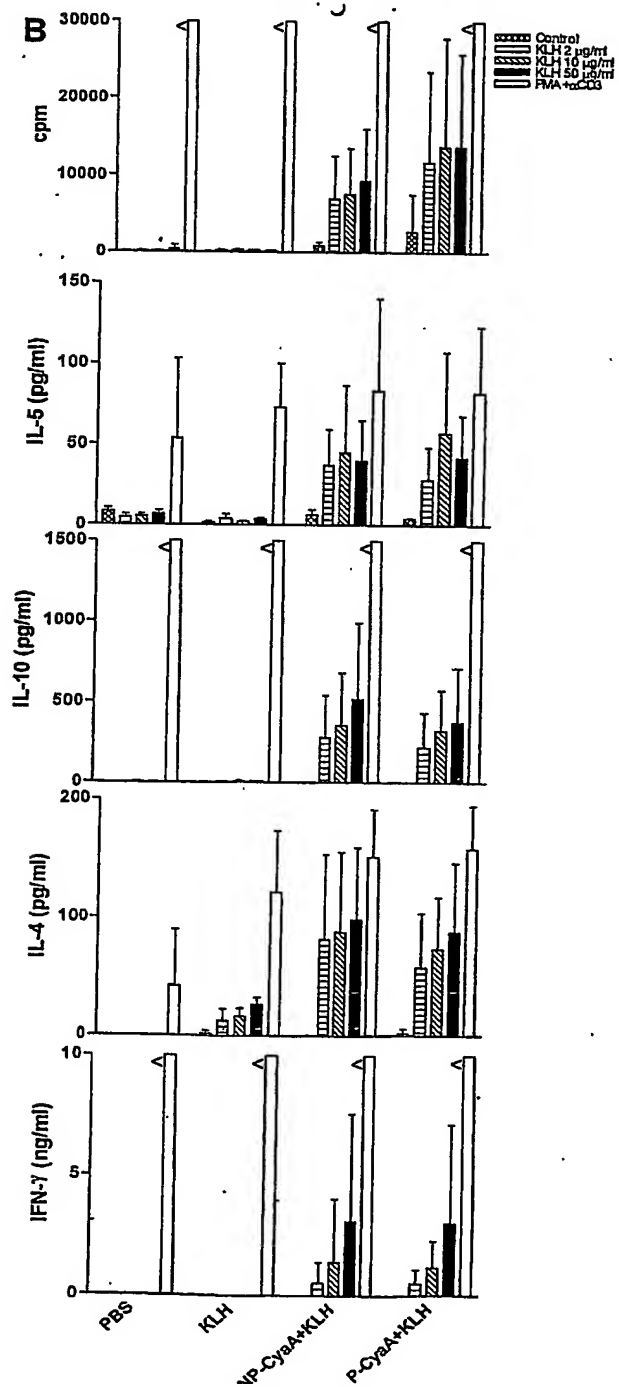 B
Control
KLH 2 µg/ml
KLH 10 µg/ml
KLH 50 µg/ml
PMA+αCD3
cpm
30000
20000
10000
0
IL-5 (pg/ml)
150
100
50
0
IL-10 (pg/ml)
1500
1000
500
0
IL-4 (pg/ml)
200
100
0
IFN-γ (ng/ml)
10
5
0
PBS
KLH
NP-CyaA+KLH
P-CyaA+KLH